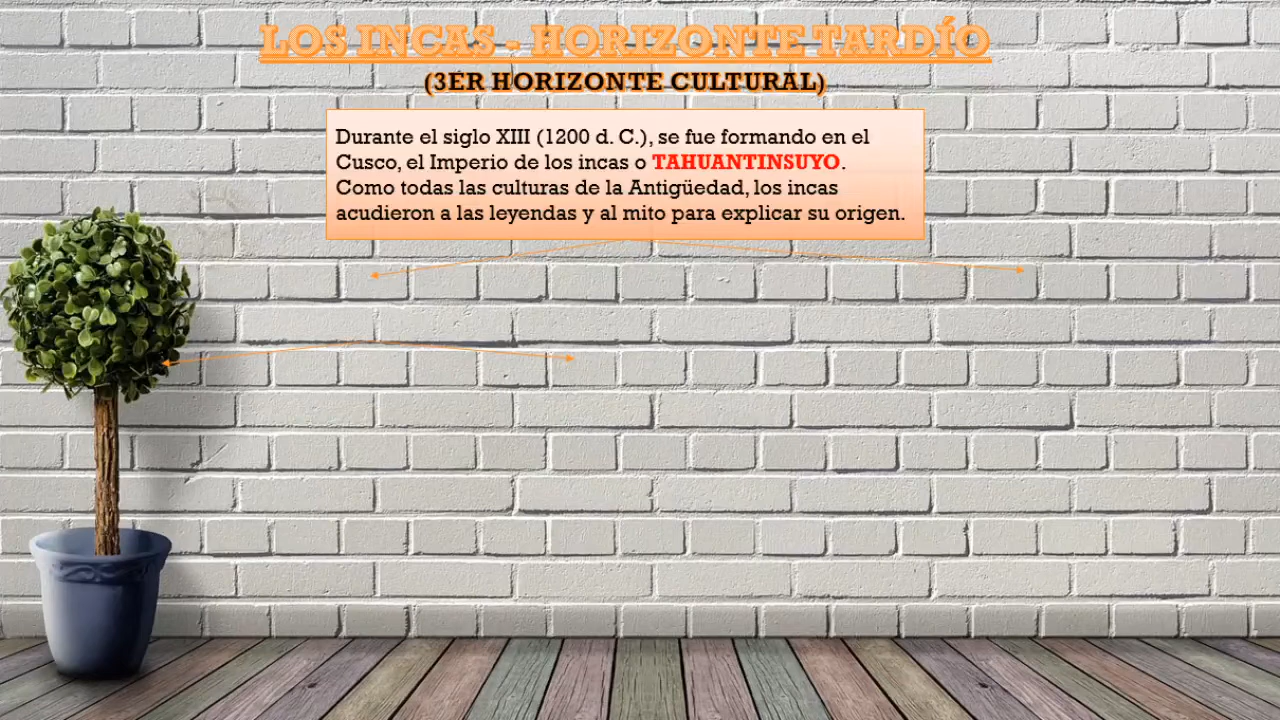 LOS INCAS - HORIZONTE TARDÍO
(3ER HORIZONTE CULTURAL)
Durante el siglo XIII (1200 d. C.), se fue formando en el
Cusco, el Imperio de los incas o TAHUANTINSUYO.
Como todas las culturas de la Antigüedad, los incas
acudieron a las leyendas y al mito para explicar su origen.